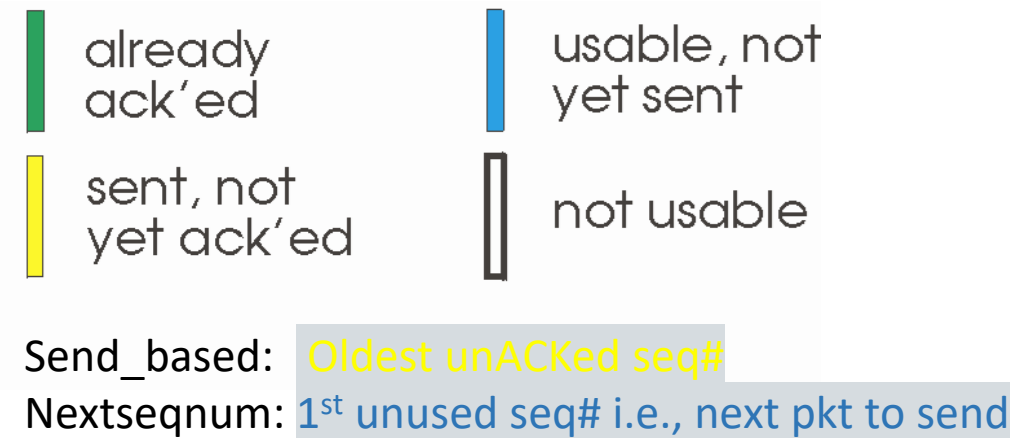 already
ack’ed
usable, not
yet sent
sent, not
yet ack’ed
not usable
Send_based: Oldest unACKed seq#
Nextseqnum: 1st unused seq# i.e., next pkt to send